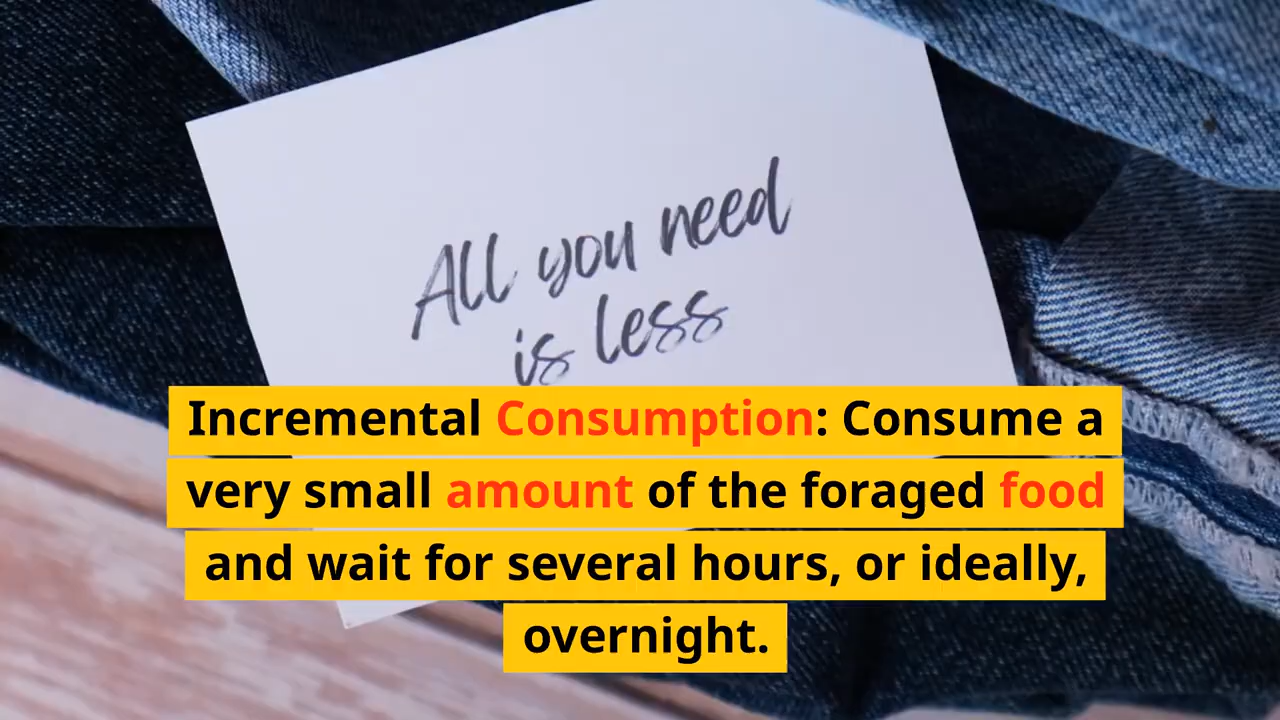 All you need
is less
Incremental Consumption: Consume a
very small amount of the foraged food
and wait for several hours, or ideally,
overnight.